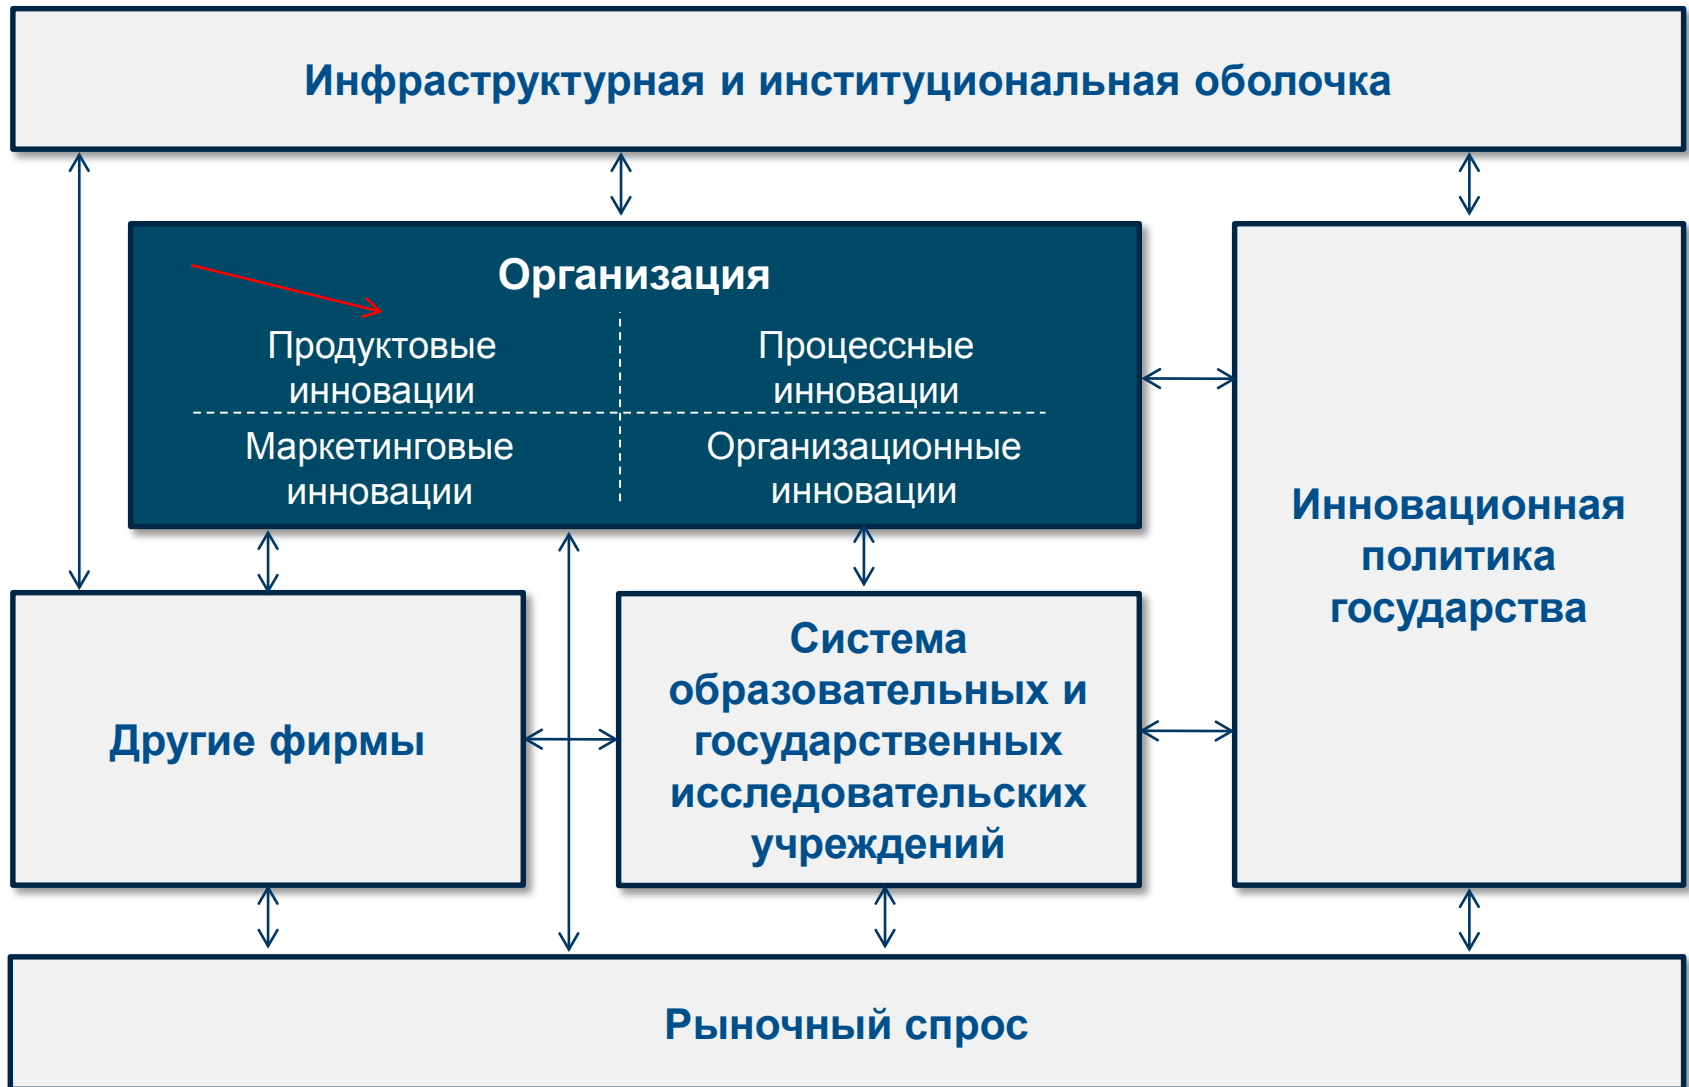 Инфраструктурная и институциональная оболочка
Организация
Продуктовые
инновации
Процессные
инновации
Маркетинговые
инновации
Организационные
инновации
Инновационная
политика
государства
Другие фирмы
Система
образовательных и
государственных
исследовательских
учреждений
Рыночный спрос